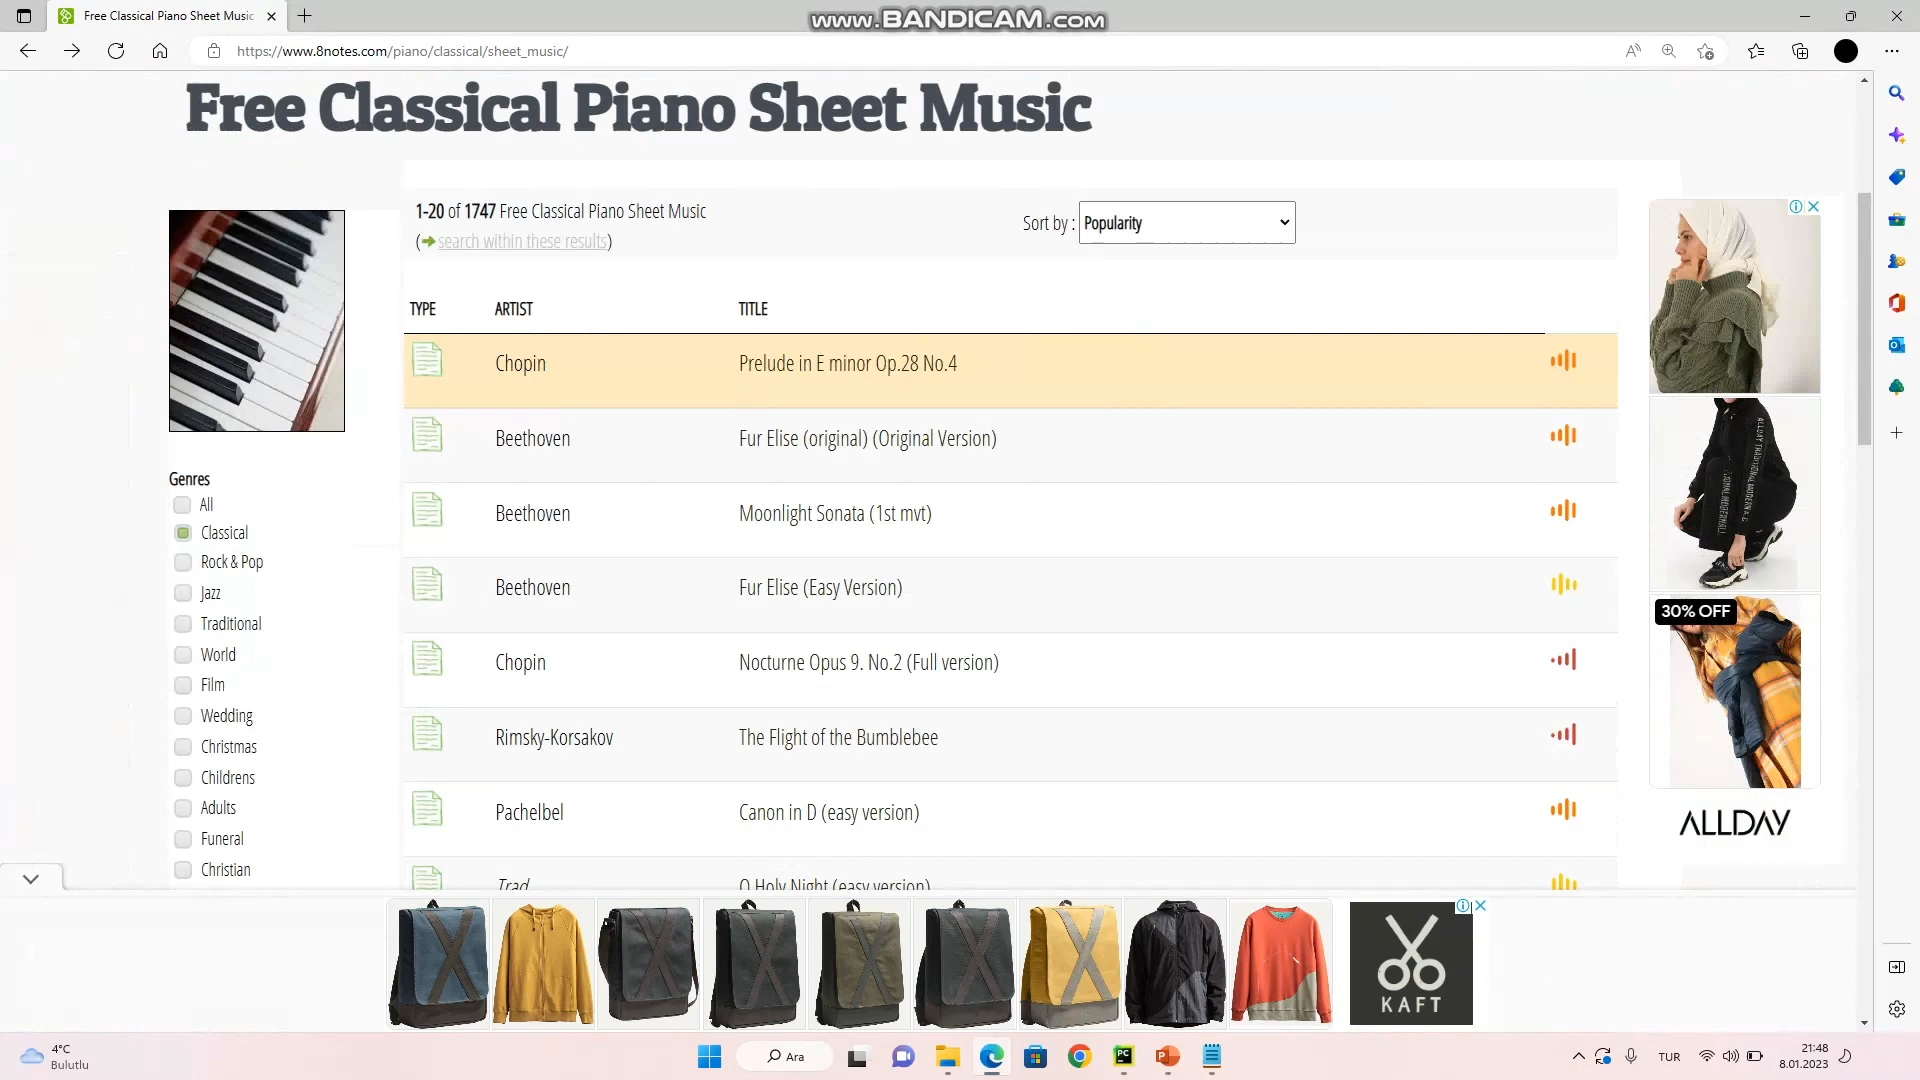 Free Classical Piano Sheet Music
www.BANDICAM.com
https://www.8notes.com/piano/classical/sheet_music/
Free Classical Piano Sheet Music
1-20 of 1747 Free Classical Piano Sheet Music
(search within these results)
Sort by : Popularity
TYPE ARTIST TITLE
Chopin Prelude in E minor Op.28 No.4
Beethoven Fur Elise (original) (Original Version)
Beethoven Moonlight Sonata (1st mvt)
Beethoven Fur Elise (Easy Version)
Chopin Nocturne Opus 9. No.2 (Full version)
Rimsky-Korsakov The Flight of the Bumblebee
Pachelbel Canon in D (easy version)
Trad O Holy Night (easy version)
Genres
All
Classical
Rock & Pop
Jazz
Traditional
World
Film
Wedding
Christmas
Childrens
Adults
Funeral
Christian
30% OFF
ALLDAY
KAFT
4°C
Bulutlu
Ara
TUR
21:48
8.01.2023